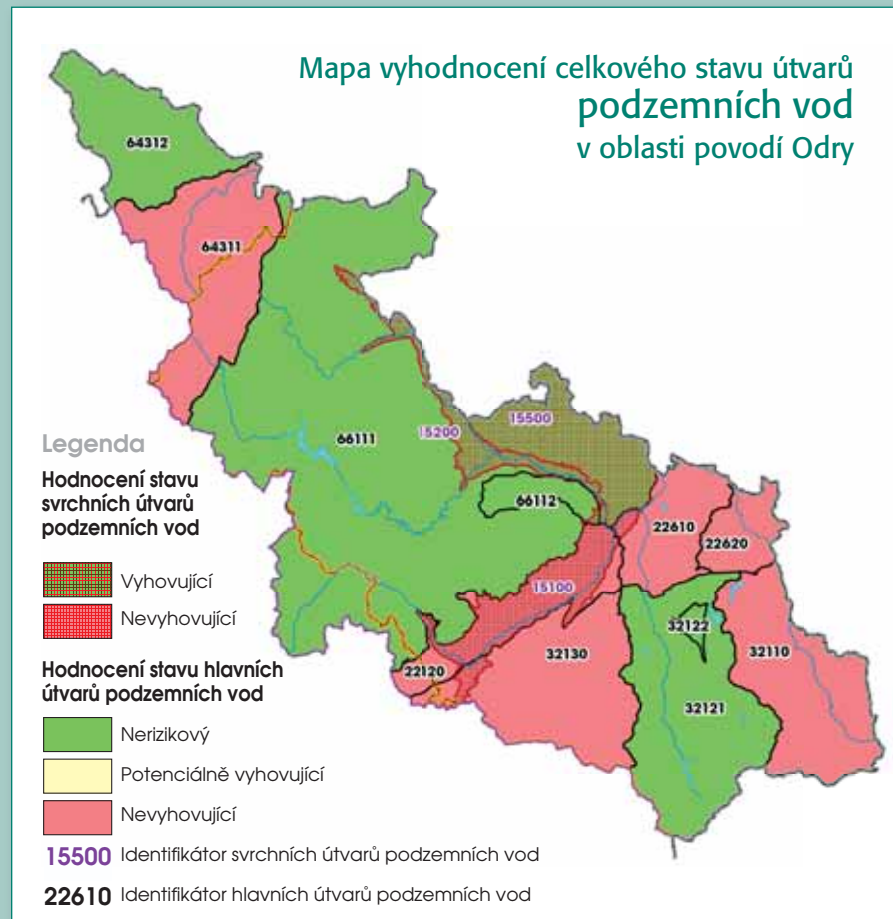 Mapa vyhodnocení celkového stavu útvarů
podzemních vod
v oblasti povodí Odry
64312
64311
66111
15200
15500
66112
22610
22620
15100
32122
32130
32110
22120
32121
Legenda
Hodnocení stavu
svrchních útvarů
podzemních vod
Vyhovující
Nevyhovující
Hodnocení stavu hlavních
útvarů podzemních vod
Nerizikový
Potenciálně vyhovující
Nevyhovující
15500 Identifikátor svrchních útvarů podzemních vod
22610 Identifikátor hlavních útvarů podzemních vod